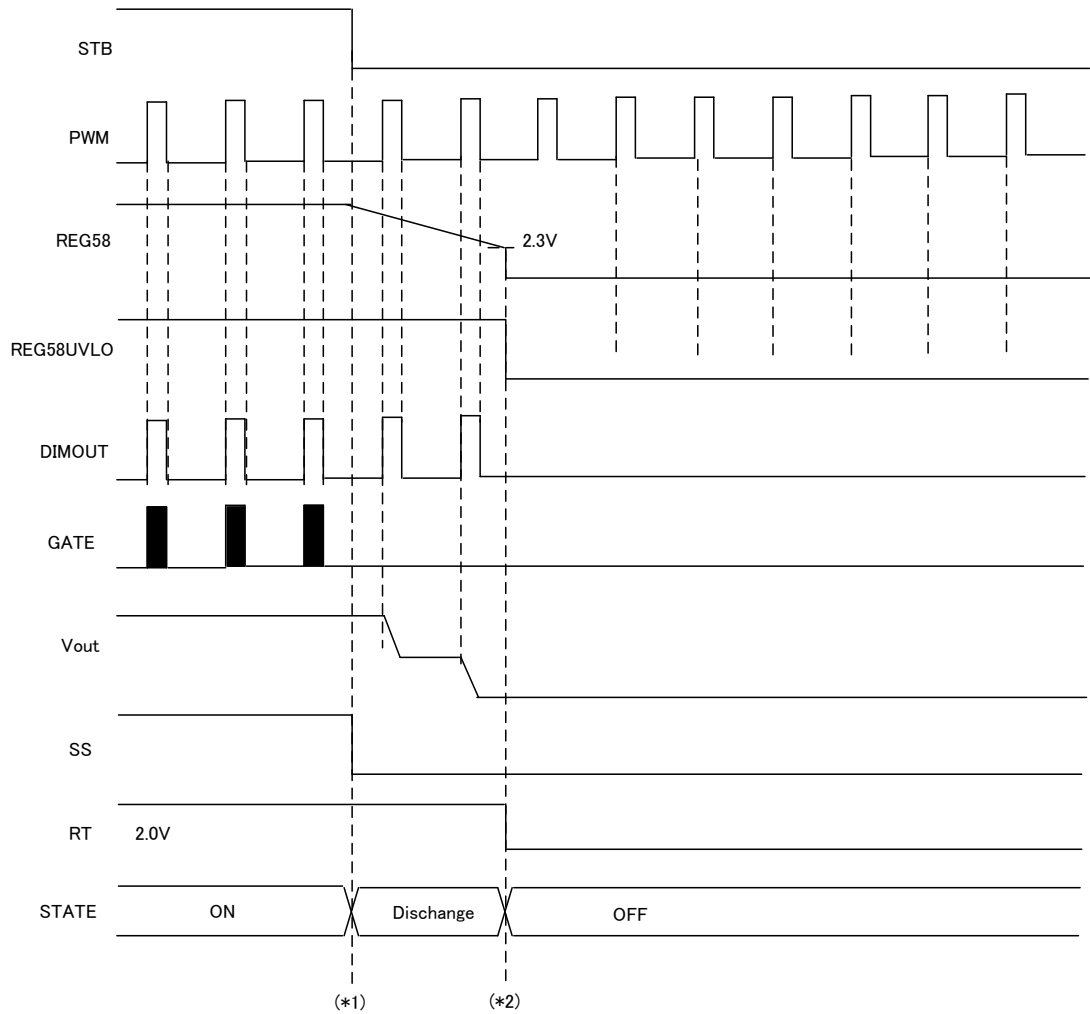 STB
PWM
REG58
2.3V
REG58UVLO
DIMOUT
GATE
Vout
SS
RT 2.0V
STATE ON Dischange OFF
(*1) (*2)